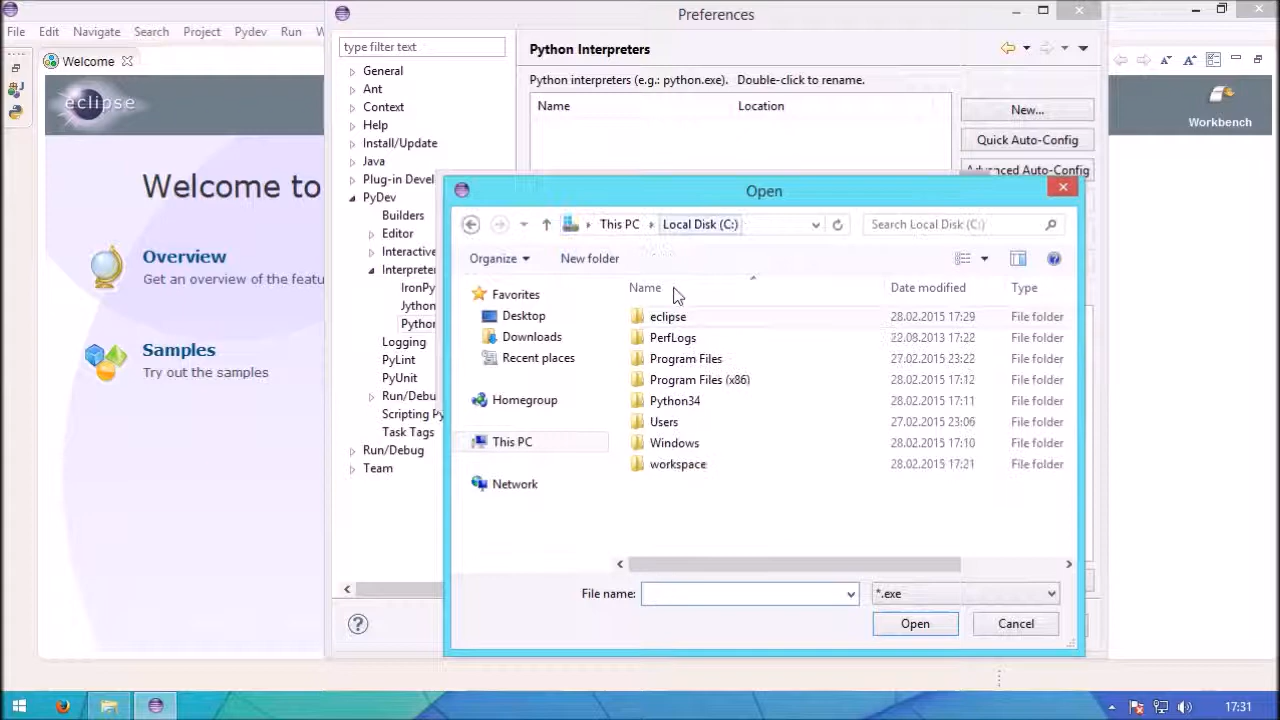 Preferences
File Edit Navigate Search Project Pydev Run
Welcome
eclipse
Welcome to
Overview
Get an overview of the featu
Samples
Try out the samples
type filter text
General
Ant
Context
Help
Install/Update
Java
Plug-in Devel
PyDev
Builders
Editor
Interactive
Interpreter
IronPy
Jython
Python
Logging
PyLint
PyUnit
Run/Debu
Scripting Py
Task Tags
Run/Debug
Team
Python Interpreters
Python interpreters (e.g.: python.exe). Double-click to rename.
Name Location
New...
Quick Auto-Config
Advanced Auto-Config
Workbench
Open
This PC Local Disk (C:)
Search Local Disk (C:)
Organize New folder
Favorites
Desktop
Downloads
Recent places
Homegroup
This PC
Network
Name Date modified Type
eclipse 28.02.2015 17:29 File folder
PerfLogs 22.08.2013 17:22 File folder
Program Files 27.02.2015 23:22 File folder
Program Files (x86) 28.02.2015 17:12 File folder
Python34 28.02.2015 17:11 File folder
Users 27.02.2015 23:06 File folder
Windows 28.02.2015 17:10 File folder
workspace 28.02.2015 17:21 File folder
File name:
*.exe
Open Cancel
17:31